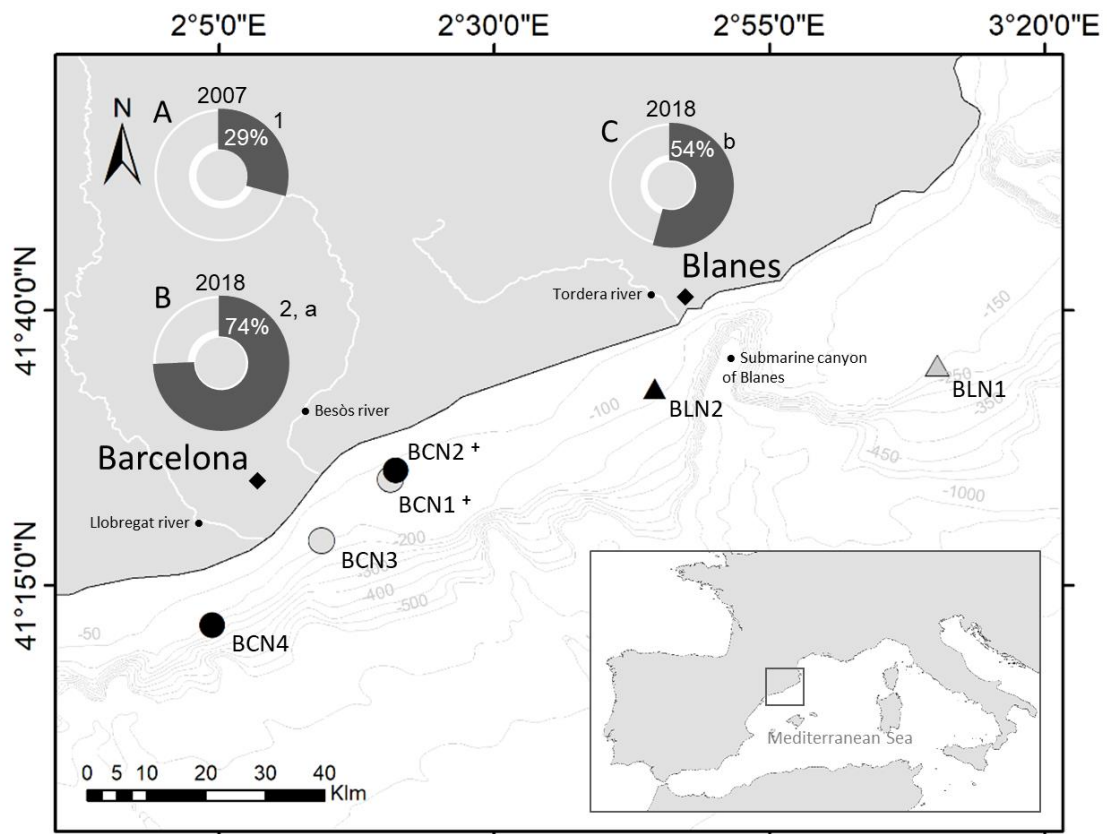 2°5'0"E 2°30'0"E 2°55'0"E 3°20'0"E
N
A
2007
1
29%
C
2018
b
54%
B
2018
2, a
74%
Blanes
Tordera river
41°40'0"N
-150
Submarine canyon
of Blanes
-250
BLN1
-350
BLN2
-100
Besòs river
-450
Barcelona
BCN2 +
BCN1 +
-1000
Llobregat river
-200
BCN3
-300
-400
-500
41°15'0"N
-50
BCN4
Mediterranean Sea
0 5 10 20 30 40
Klm